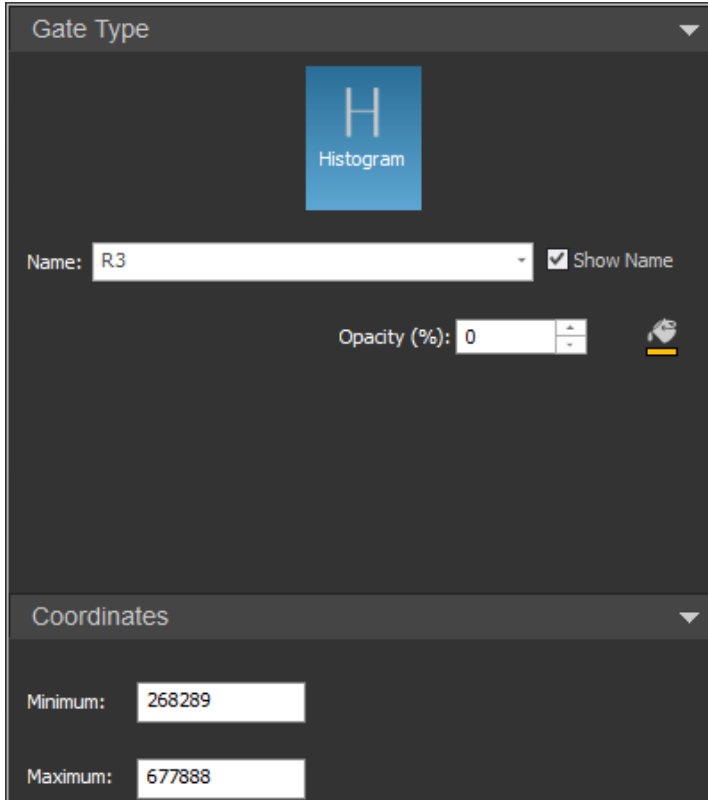 Gate Type
H
Histogram
Name: R3 Show Name
Opacity (%): 0
Coordinates
Minimum: 268289
Maximum: 677888